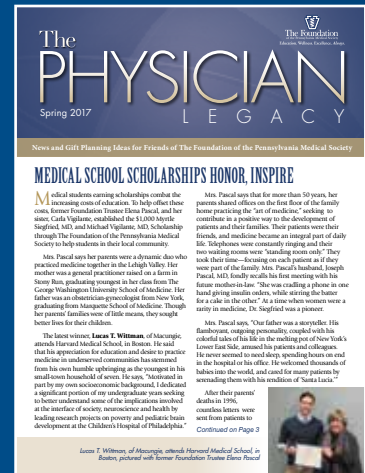 The Foundation
of the Pennsylvania Medical Society
Education. Wellness. Excellence. Always.
The
PHYSICIAN
Spring 2017
LEGACY
News and Gift Planning Ideas for Friends of The Foundation of the Pennsylvania Medical Society
MEDICAL SCHOOL SCHOLARSHIPS HONOR, INSPIRE
Medical students earning scholarships combat the
increasing costs of education. To help offset these
costs, former Foundation Trustee Elena Pascal, and her
sister, Carla Vigilante, established the $1,000 Myrtle
Siegfried, MD, and Michael Vigilante, MD, Scholarship
through The Foundation of the Pennsylvania Medical
Society to help students in their local community.
Mrs. Pascal says her parents were a dynamic duo who
practiced medicine together in the Lehigh Valley. Her
mother was a general practitioner raised on a farm in
Stony Run, graduating youngest in her class from The
George Washington University School of Medicine. Her
father was an obstetrician-gynecologist from New York,
graduating from Marquette School of Medicine. Though
her parents' families were of little means, they sought
better lives for their children.
The latest winner, Lucas T. Wittman, of Macungie,
attends Harvard Medical School, in Boston. He said
that his appreciation for education and desire to practice
medicine in underserved communities has stemmed
from his own humble upbringing as the youngest in his
small-town household of seven. He says, "Motivated in
part by my own socioeconomic background, I dedicated
a significant portion of my undergraduate years seeking
to better understand some of the implications involved
at the interface of society, neuroscience and health by
leading research projects on poverty and pediatric brain
development at the Children's Hospital of Philadelphia."
Mrs. Pascal says that for more than 50 years, her
parents shared offices on the first floor of the family
home practicing the "art of medicine," seeking to
contribute in a positive way to the development of
patients and their families. Their patients were their
friends, and medicine became an integral part of daily
life. Telephones were constantly ringing and their
two waiting rooms were "standing room only." They
took their time—focusing on each patient as if they
were part of the family. Mrs. Pascal's husband, Joseph
Pascal, MD, fondly recalls his first meeting with his
future mother-in-law. "She was cradling a phone in one
hand giving insulin orders, while stirring the batter
for a cake in the other." At a time when women were a
rarity in medicine, Dr. Siegfried was a pioneer.
Mrs. Pascal says, "Our father was a storyteller. His
flamboyant, outgoing personality, coupled with his
colorful tales of his life in the melting pot of New York's
Lower East Side, amused his patients and colleagues.
He never seemed to need sleep, spending hours on end
in the hospital or his office. He welcomed thousands of
babies into the world, and cared for many patients by
serenading them with his rendition of 'Santa Lucia.'"
After their parents'
deaths in 1996,
countless letters were
sent from patients to
Continued on Page 3
Lucas T. Wittman, of Macungie, attends Harvard Medical School, in
Boston, pictured with former Foundation Trustee Elena Pascal